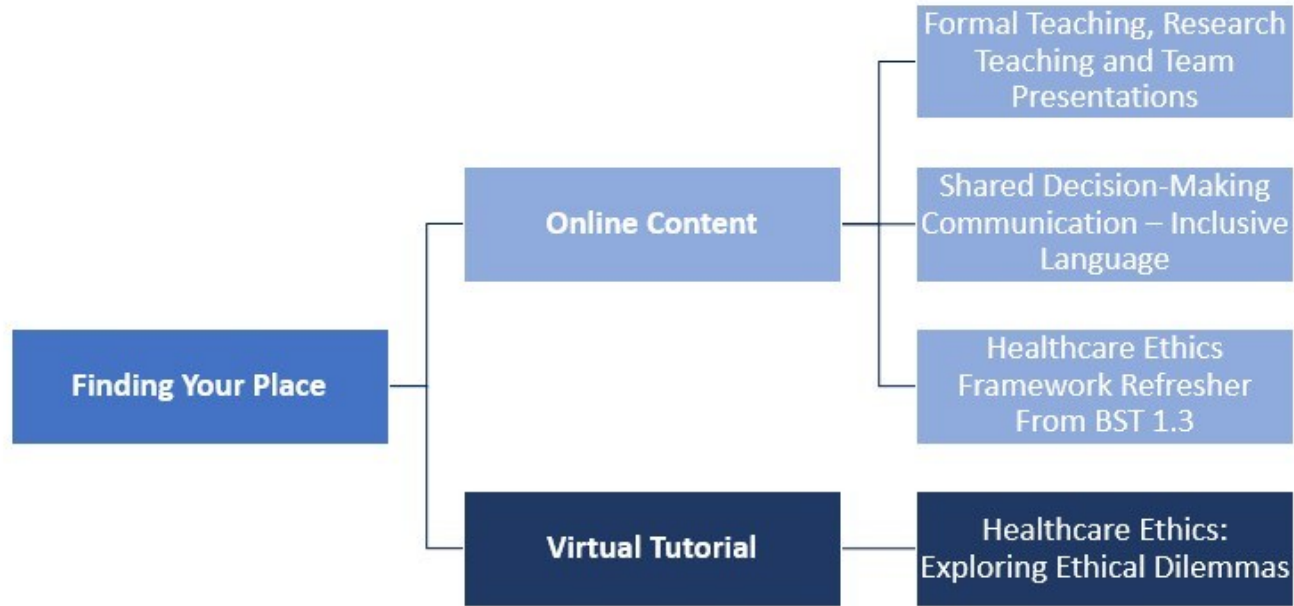 Finding Your Place
Online Content
Formal Teaching, Research
Teaching and Team
Presentations
Shared Decision-Making
Communication – Inclusive
Language
Healthcare Ethics
Framework Refresher
From BST 1.3
Virtual Tutorial
Healthcare Ethics:
Exploring Ethical Dilemmas